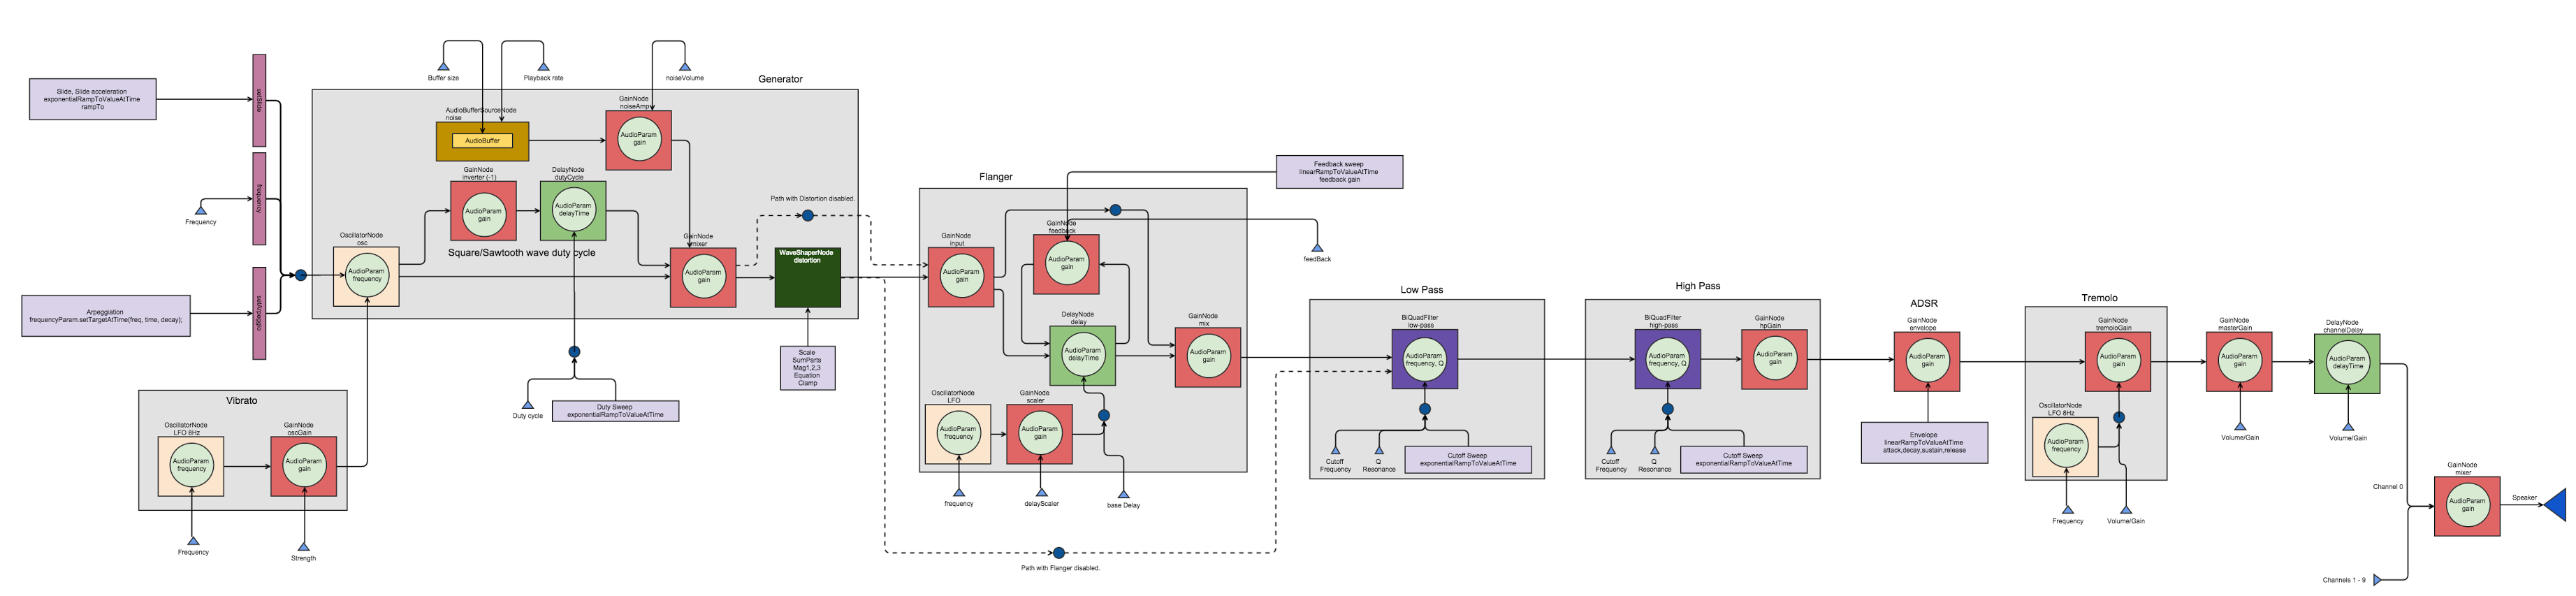 Slide, Slide acceleration
exponentialRampToValueAtTime
rampTo
setSlide
Frequency
frequency
Arpeggiation
frequencyParam.setTargetAtTime(freq, time, decay);
setArpeggio
Vibrato
OscillatorNode
LFO 8Hz
AudioParam
frequency
GainNode
oscGain
AudioParam
gain
Frequency
Strength
Generator
Buffer size
Playback rate
noiseVolume
AudioBufferSourceNode
noise
AudioBuffer
GainNode
noiseAmp
AudioParam
gain
GainNode
inverter (-1)
AudioParam
gain
DelayNode
dutyCycle
AudioParam
delayTime
Square/Sawtooth wave duty cycle
OscillatorNode
osc
AudioParam
frequency
GainNode
mixer
AudioParam
gain
Path with Distortion disabled.
WaveShaperNode
distortion
Scale
SumParts
Mag1,2,3
Equation
Clamp
Duty cycle
Duty Sweep
exponentialRampToValueAtTime
Flanger
Feedback sweep
linearRampToValueAtTime
feedback gain
feedBack
GainNode
input
AudioParam
gain
GainNode
feedback
AudioParam
gain
DelayNode
delay
AudioParam
delayTime
GainNode
mix
AudioParam
gain
OscillatorNode
LFO
AudioParam
frequency
GainNode
scaler
AudioParam
gain
frequency
delayScaler
base Delay
Path with Flanger disabled.
Low Pass
BiQuadFilter
low-pass
AudioParam
frequency, Q
Cutoff
Frequency
Q
Resonance
Cutoff Sweep
exponentialRampToValueAtTime
High Pass
BiQuadFilter
high-pass
AudioParam
frequency, Q
GainNode
hpGain
AudioParam
gain
Cutoff
Frequency
Q
Resonance
Cutoff Sweep
exponentialRampToValueAtTime
ADSR
GainNode
envelope
AudioParam
gain
Envelope
linearRampToValueAtTime
attack,decay,sustain,release
Tremolo
GainNode
tremoloGain
AudioParam
gain
OscillatorNode
LFO 8Hz
AudioParam
frequency
Frequency
Volume/Gain
GainNode
masterGain
AudioParam
gain
Volume/Gain
DelayNode
channelDelay
AudioParam
delayTime
Volume/Gain
Channel 0
GainNode
mixer
AudioParam
gain
Speaker
Channels 1 - 9